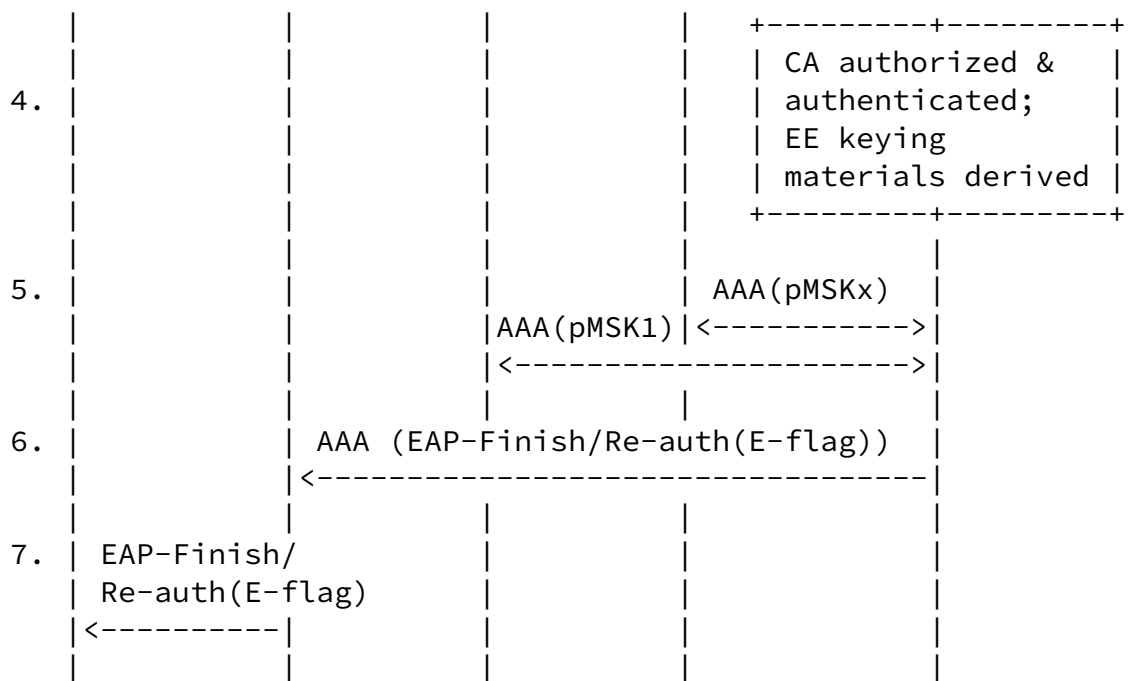 CA authorized &
4. authenticated;
EE keying
materials derived
5. AAA(pMSKx)
AAA(pMSK1)
6. AAA (EAP-Finish/Re-auth(E-flag))
7. EAP-Finish/
Re-auth(E-flag)